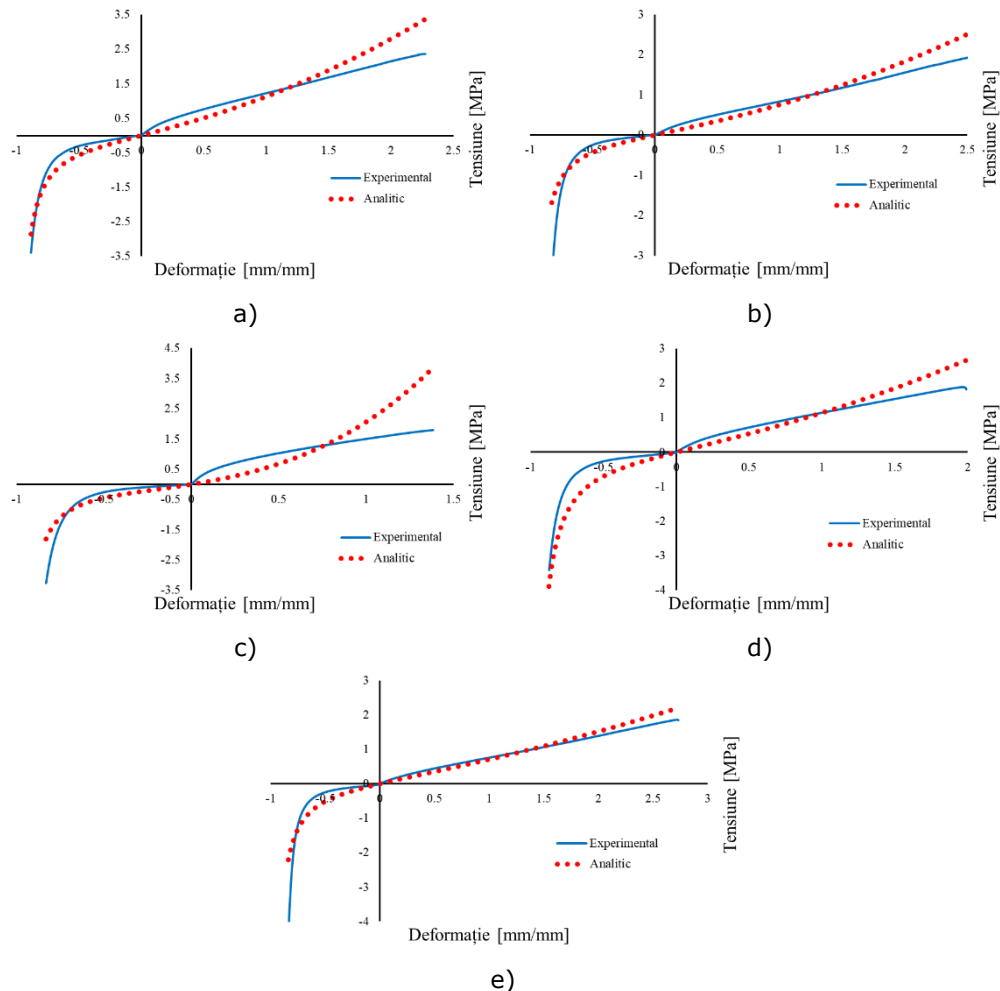 3.5
2.5
1.5
0.5
-1 -0.5 0 0.5 1 1.5 2 2.5
-0.5
-1.5
-2.5
-3.5
Tensiune [MPa]
Experimental
Analitic
Deformație [mm/mm]
a)
3
2
1
0
-1 -0.5 0 0.5 1 1.5 2 2.5
-1
-2
-3
Tensiune [MPa]
Experimental
Analitic
Deformație [mm/mm]
b)
4.5
3.5
2.5
1.5
0.5
-1 -0.5 0 0.5 1 1.5
-0.5
-1.5
-2.5
-3.5
Tensiune [MPa]
Experimental
Analitic
Deformație [mm/mm]
c)
3
2
1
0
-1 -0.5 0 0.5 1 1.5 2
-1
-2
-3
-4
Tensiune [MPa]
Experimental
Analitic
Deformație [mm/mm]
d)
3
2
1
0
-1 -0.5 0 0.5 1 1.5 2 2.5 3
-1
-2
-3
-4
Tensiune [MPa]
Experimental
Analitic
Deformație [mm/mm]
e)